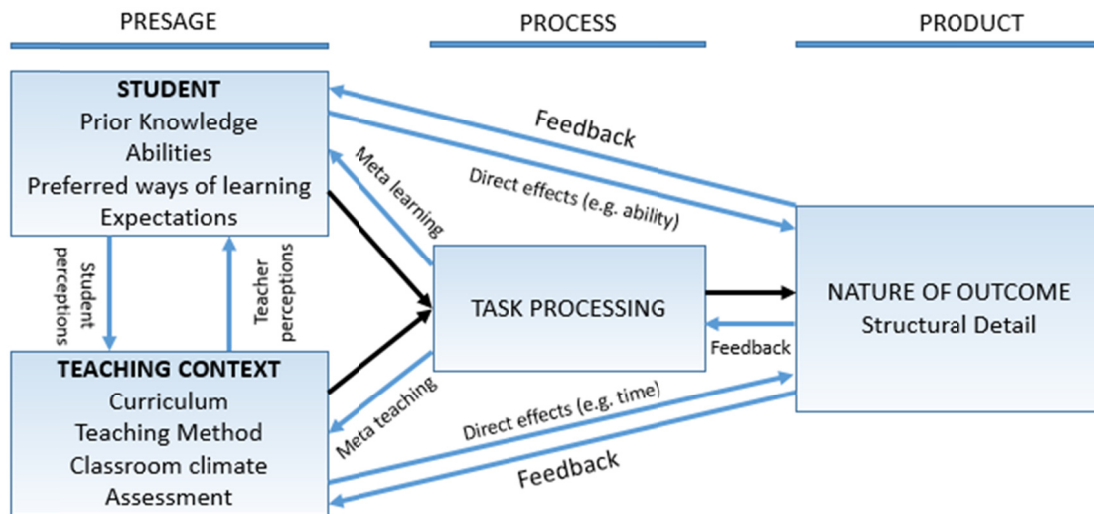 PRESAGE
PROCESS
PRODUCT
STUDENT
Prior Knowledge
Abilities
Preferred ways of learning
Expectations
Feedback
Direct effects (e.g. ability)
Meta learning
Student
perceptions
Teacher
perceptions
TASK PROCESSING
NATURE OF OUTCOME
Structural Detail
Feedback
TEACHING CONTEXT
Curriculum
Teaching Method
Classroom climate
Assessment
Meta teaching
Direct effects (e.g. time)
Feedback